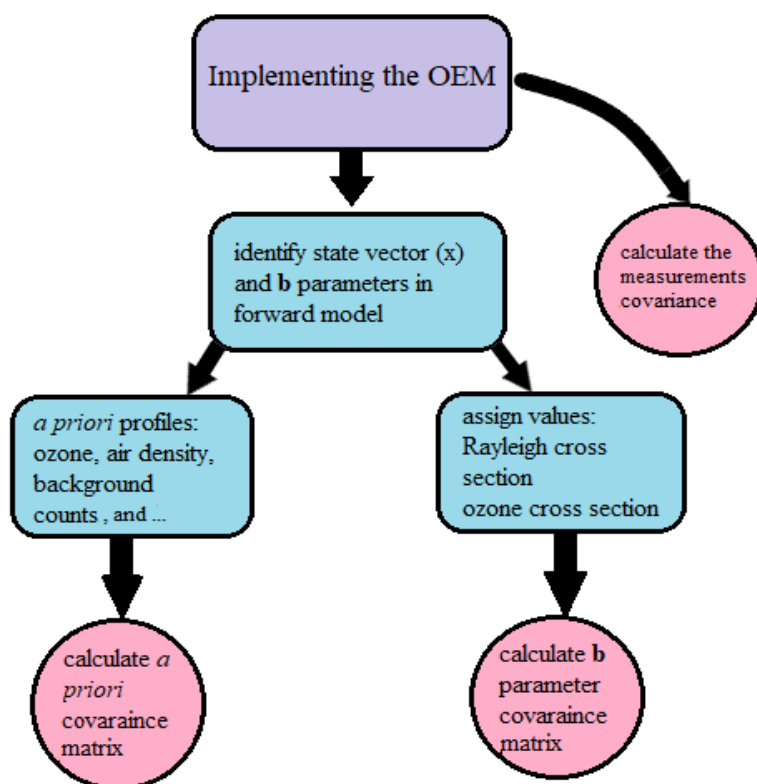 Implementing the OEM
identify state vector (x)
and b parameters in
forward model
calculate the
measurements
covariance
a priori profiles:
ozone, air density,
background
counts , and ...
assign values:
Rayleigh cross
section
ozone cross section
calculate a
priori
covaraince
matrix
calculate b
parameter
covaraince
matrix